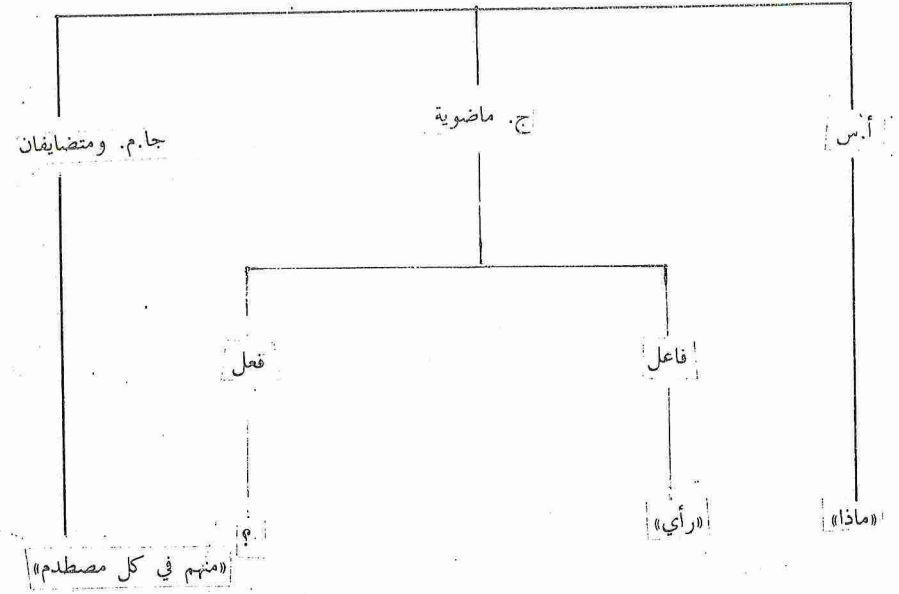 أ.س
ج. ماضوية
جا.م. ومتضايفان
فاعل
فعل
«ماذا»
«رأي»
؟
«منهم في كل مصطدم»